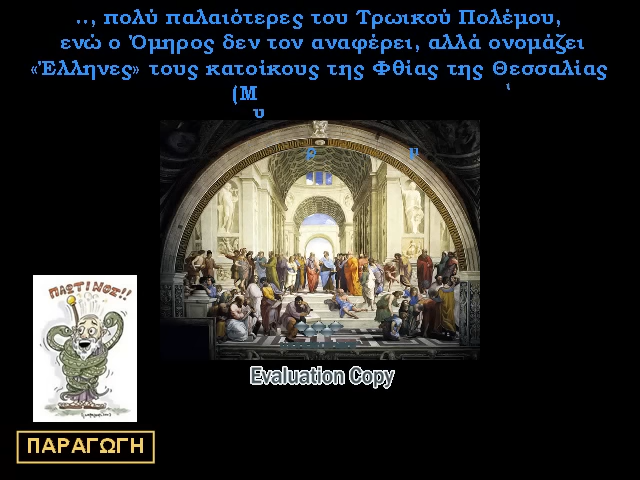 .., πολύ παλαιότερες του Τρωικού Πολέμου,
ενώ ο Όμηρος δεν τον αναφέρει, αλλά ονομάζει
«Έλληνες» τους κατοίκους της Φθίας της Θεσσαλίας
(Μ
υ
ρ μ
ΠΑΣΤΙΝΟΣ!!
Evaluation Copy
ΠΑΡΑΓΩΓΗ